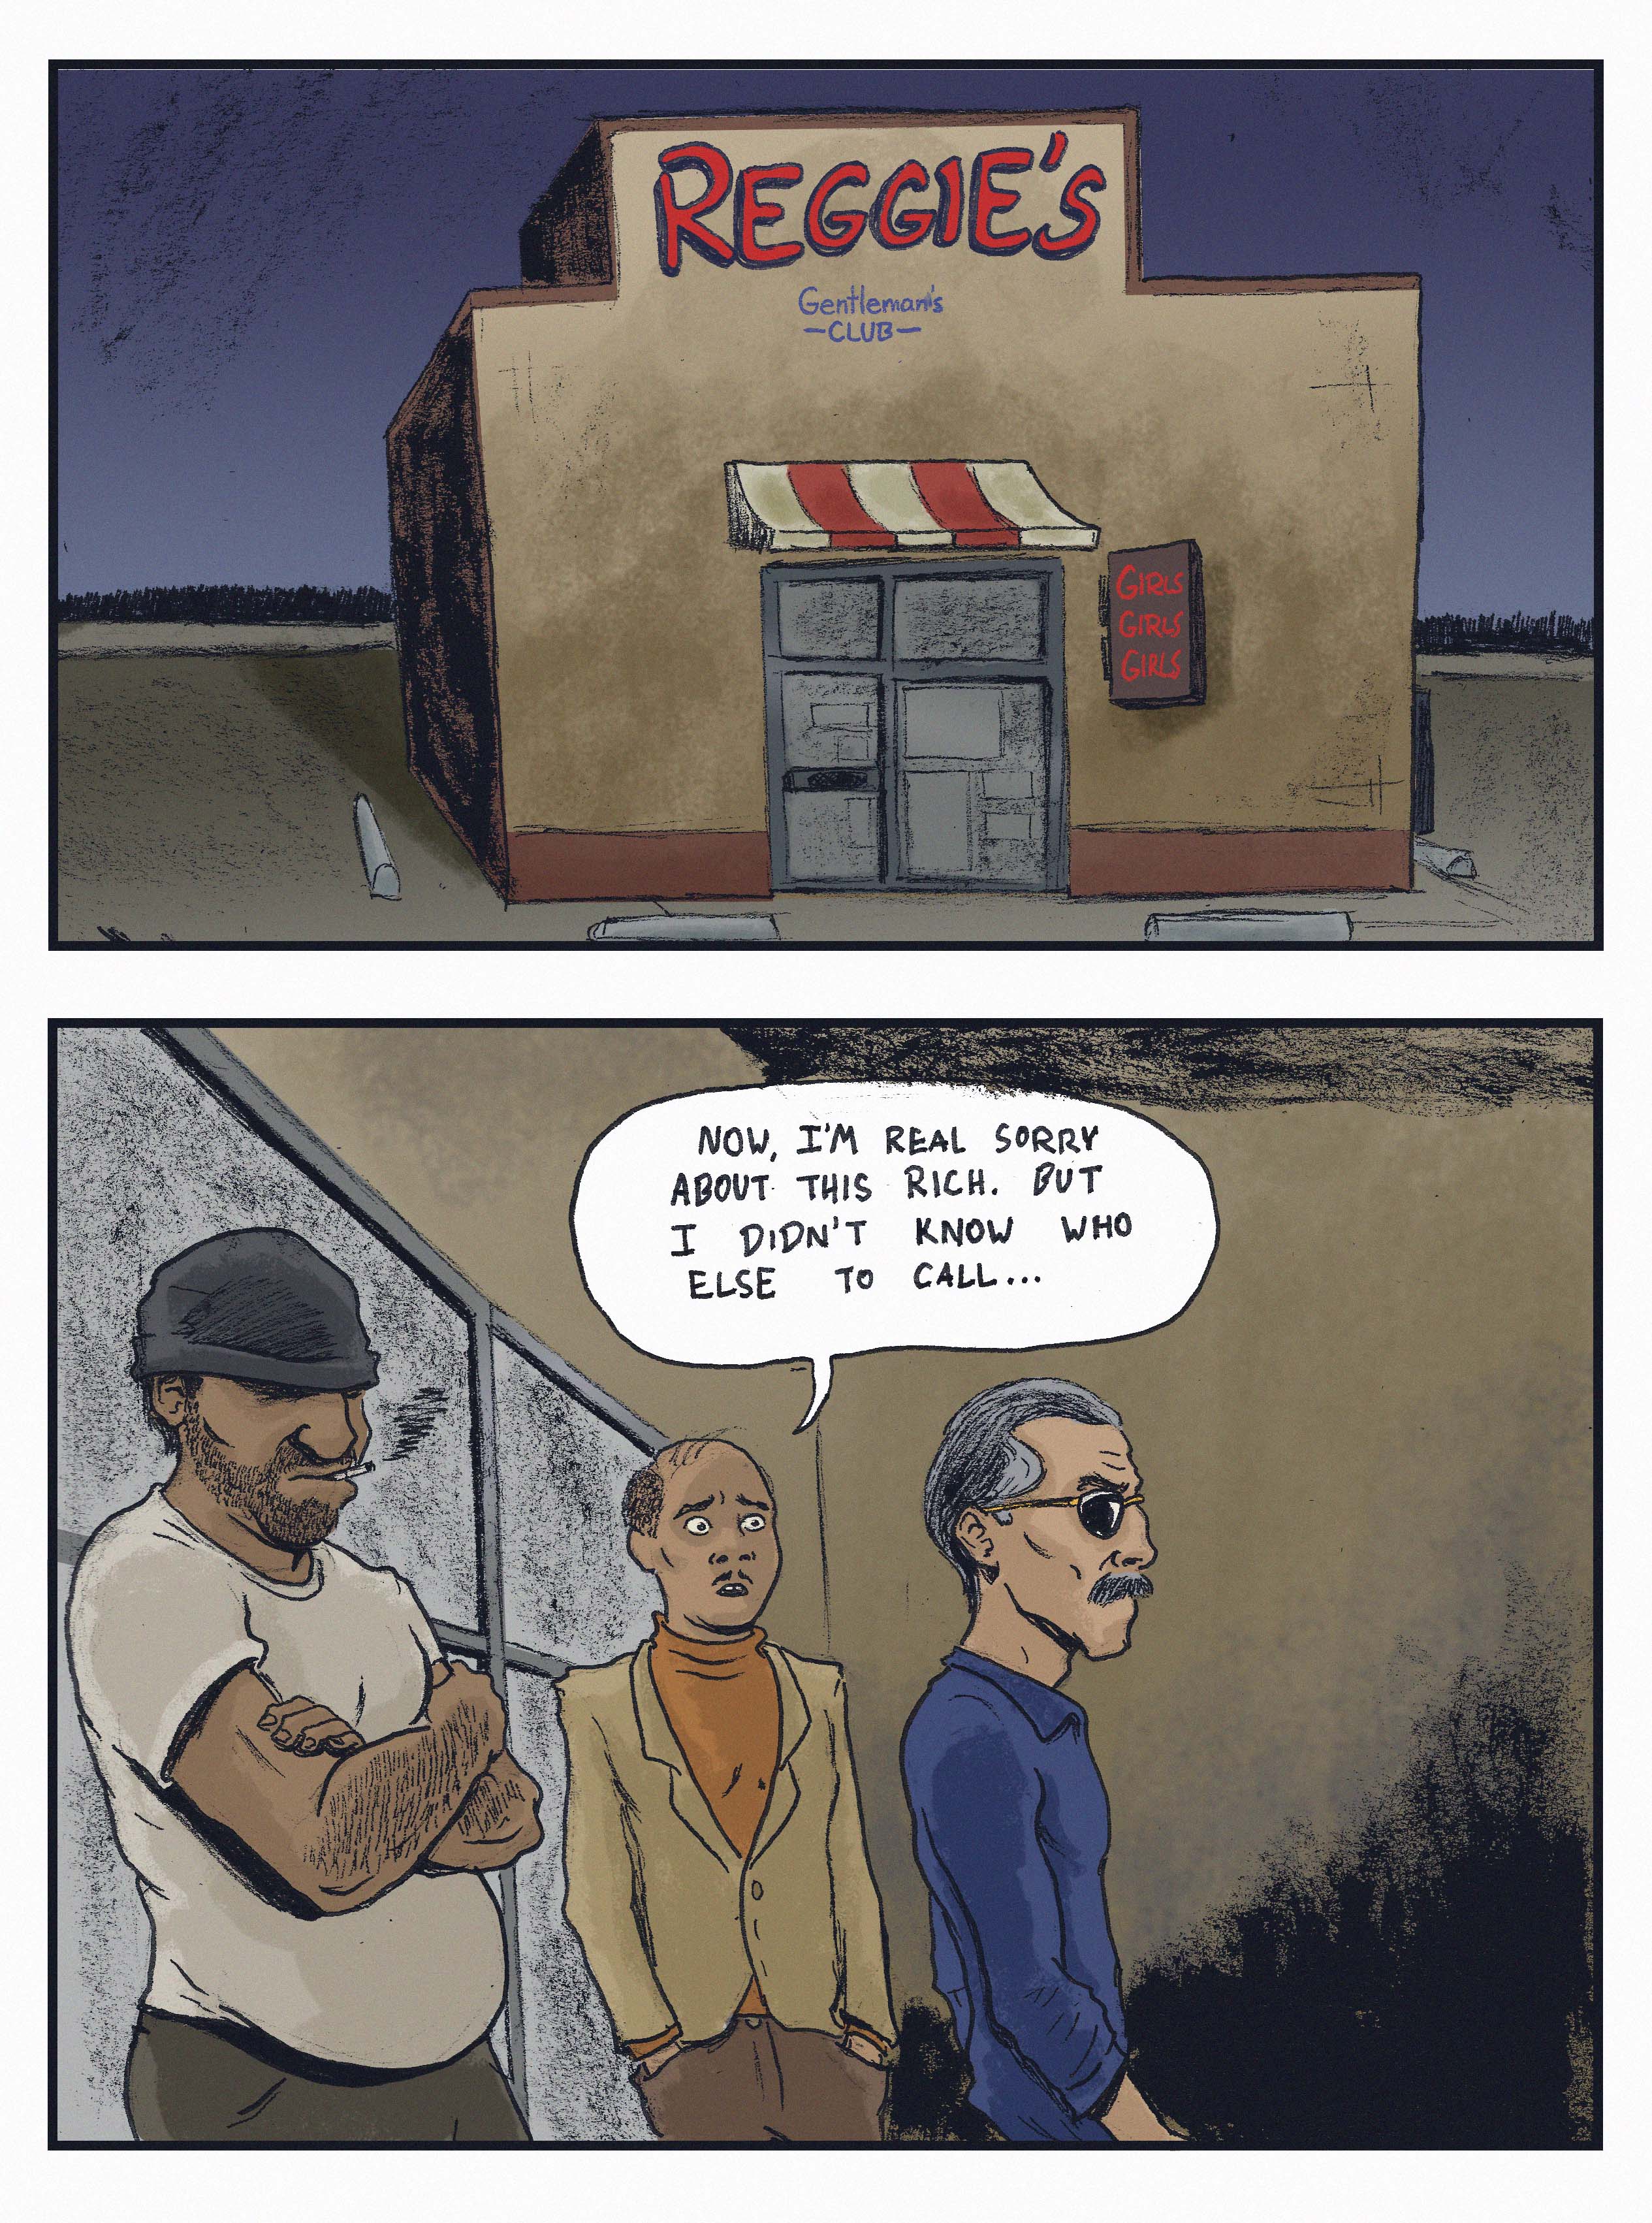 REGGIE'S
Gentleman's
-CLUB-
GIRLS
GIRLS
GIRLS
NOW, I'M REAL SORRY
ABOUT THIS RICH. BUT
I DIDN'T KNOW WHO
ELSE TO CALL...